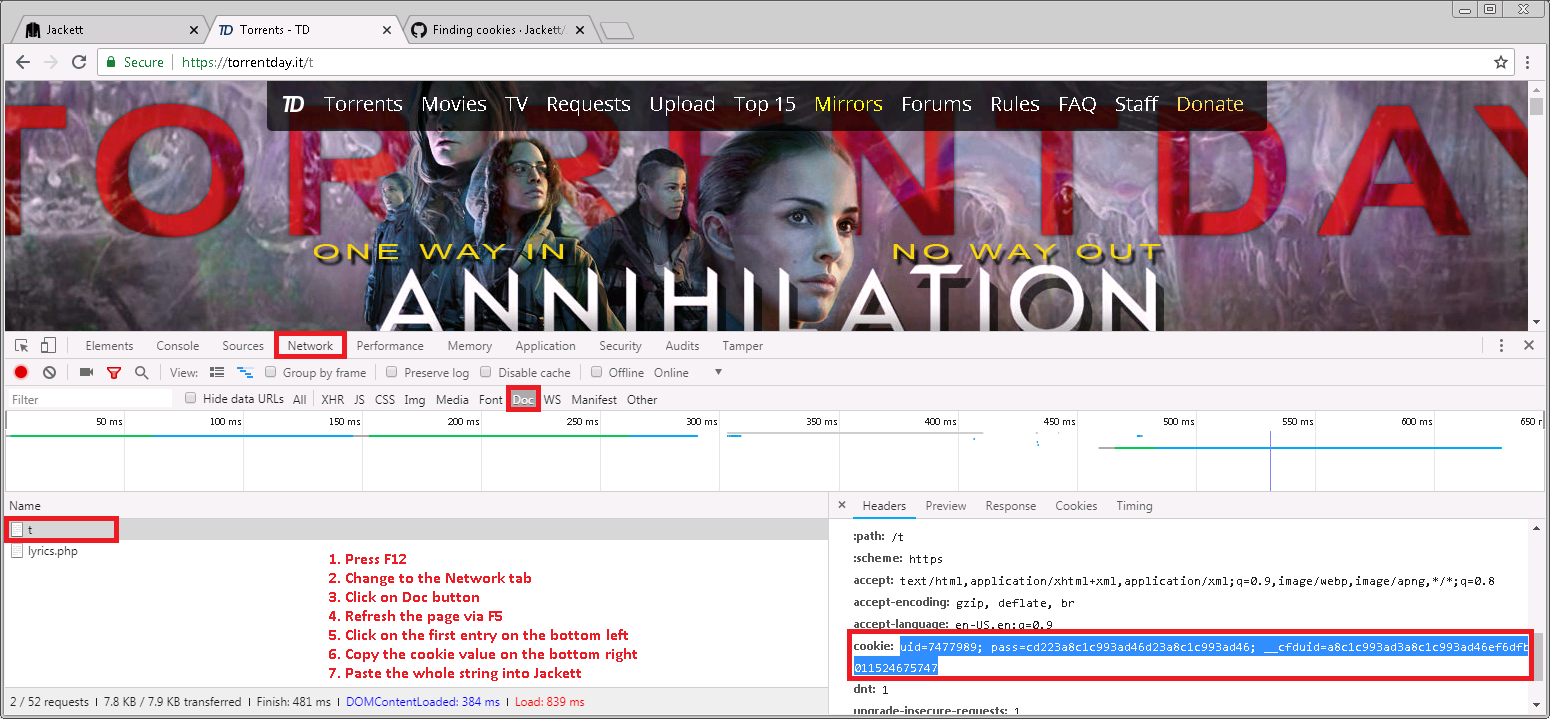 Jackett
TD Torrents - TD
Finding cookies · Jackett/
Secure https://torrentday.it/t
TD Torrents Movies TV Requests Upload Top 15 Mirrors Forums Rules FAQ Staff Donate
TORRENTDAY
ONE WAY IN NO WAY OUT
ANNIHILATION
Elements Console Sources Network Performance Memory Application Security Audits Tamper
View: Group by frame Preserve log Disable cache Offline Online
Filter Hide data URLs All XHR JS CSS Img Media Font Doc WS Manifest Other
50 ms 100 ms 150 ms 200 ms 250 ms 300 ms 350 ms 400 ms 450 ms 500 ms 550 ms 600 ms 650 r
Name
t
lyrics.php
1. Press F12
2. Change to the Network tab
3. Click on Doc button
4. Refresh the page via F5
5. Click on the first entry on the bottom left
6. Copy the cookie value on the bottom right
7. Paste the whole string into Jackett
2 / 52 requests | 7.8 KB / 7.9 KB transferred | Finish: 481 ms | DOMContentLoaded: 384 ms | Load: 839 ms
Headers Preview Response Cookies Timing
:path: /t
:scheme: https
accept: text/html,application/xhtml+xml,application/xml;q=0.9,image/webp,image/apng,*/*;q=0.8
accept-encoding: gzip, deflate, br
accept-language: en-US,en;q=0.9
cookie: uid=7477989; pass=cd223a8c1c993ad46d23a8c1c993ad46; __cfduid=a8c1c993ad3a8c1c993ad46ef6dfb
011524675747
dnt: 1
upgrade-insecure-requests: 1